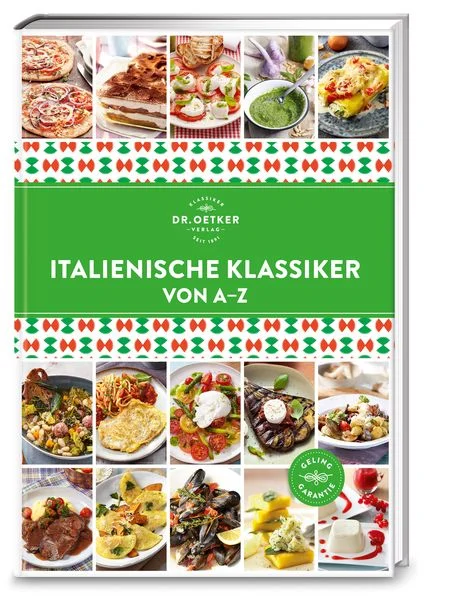 KLASSIKER
DR. OETKER
VERLAG
SEIT 1891
ITALIENISCHE KLASSIKER
VON A–Z
GELING
GARANTIE